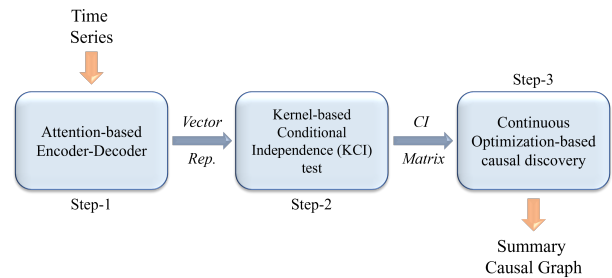 Time
Series
Attention-based
Encoder-Decoder
Step-1
Vector
Rep.
Kernel-based
Conditional
Independence (KCI)
test
Step-2
CI
Matrix
Step-3
Continuous
Optimization-based
causal discovery
Summary
Causal Graph